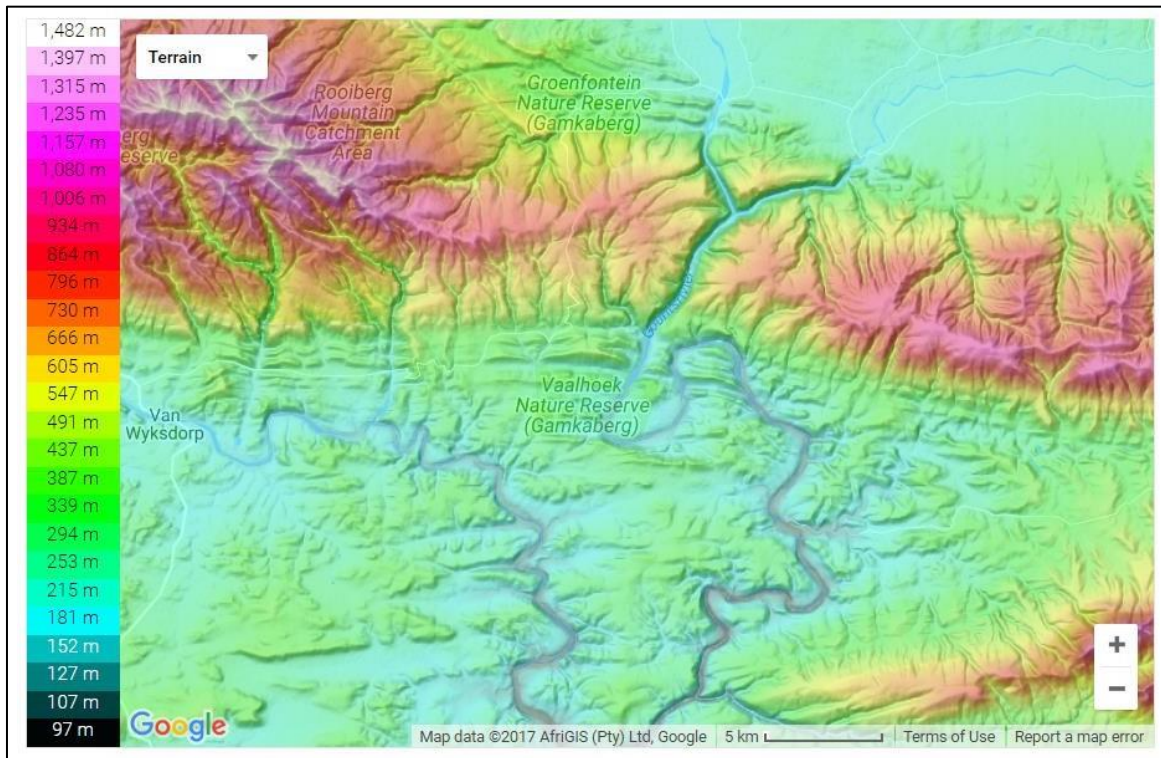 1,482 m
1,397 m
1,315 m
1,235 m
1,157 m
1,080 m
1,006 m
934 m
864 m
796 m
730 m
666 m
605 m
547 m
491 m
437 m
387 m
339 m
294 m
253 m
215 m
181 m
152 m
127 m
107 m
97 m
Terrain
Rooiberg
Mountain
Catchment
Area
Groenfontein
Nature Reserve
(Gamkaberg)
Vaalhoek
Nature Reserve
(Gamkaberg)
Van
Wyksdorp
+
−
Google
Map data ©2017 AfriGIS (Pty) Ltd, Google
5 km
Terms of Use
Report a map error